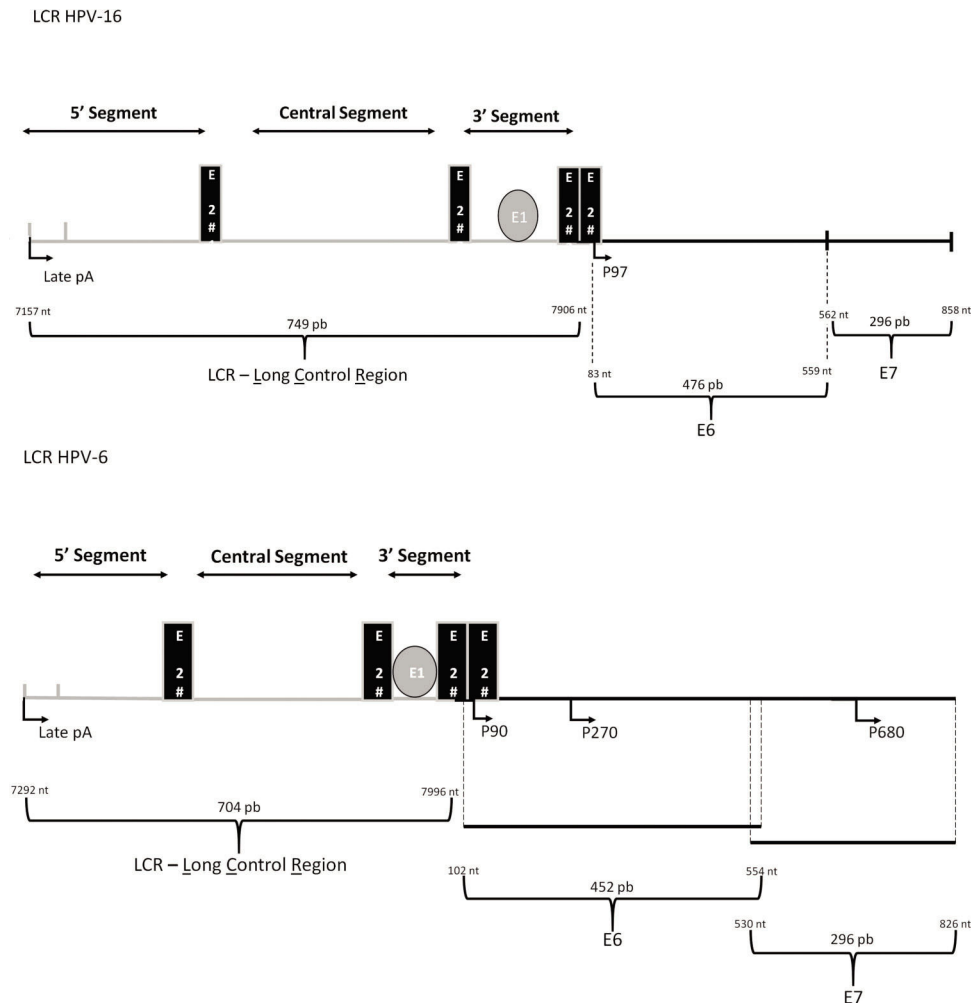 LCR HPV-16
5' Segment
Central Segment
3' Segment
E
2
#
E
2
#
E1
E
2
#
E
2
#
Late pA
P97
7157 nt
749 pb
7906 nt
LCR – Long Control Region
562 nt
296 pb
858 nt
E7
83 nt
476 pb
559 nt
E6
LCR HPV-6
5' Segment
Central Segment
3' Segment
E
2
#
E
2
#
E1
E
2
#
E
2
#
Late pA
P90
P270
P680
7292 nt
704 pb
7996 nt
LCR – Long Control Region
102 nt
452 pb
554 nt
E6
530 nt
296 pb
826 nt
E7